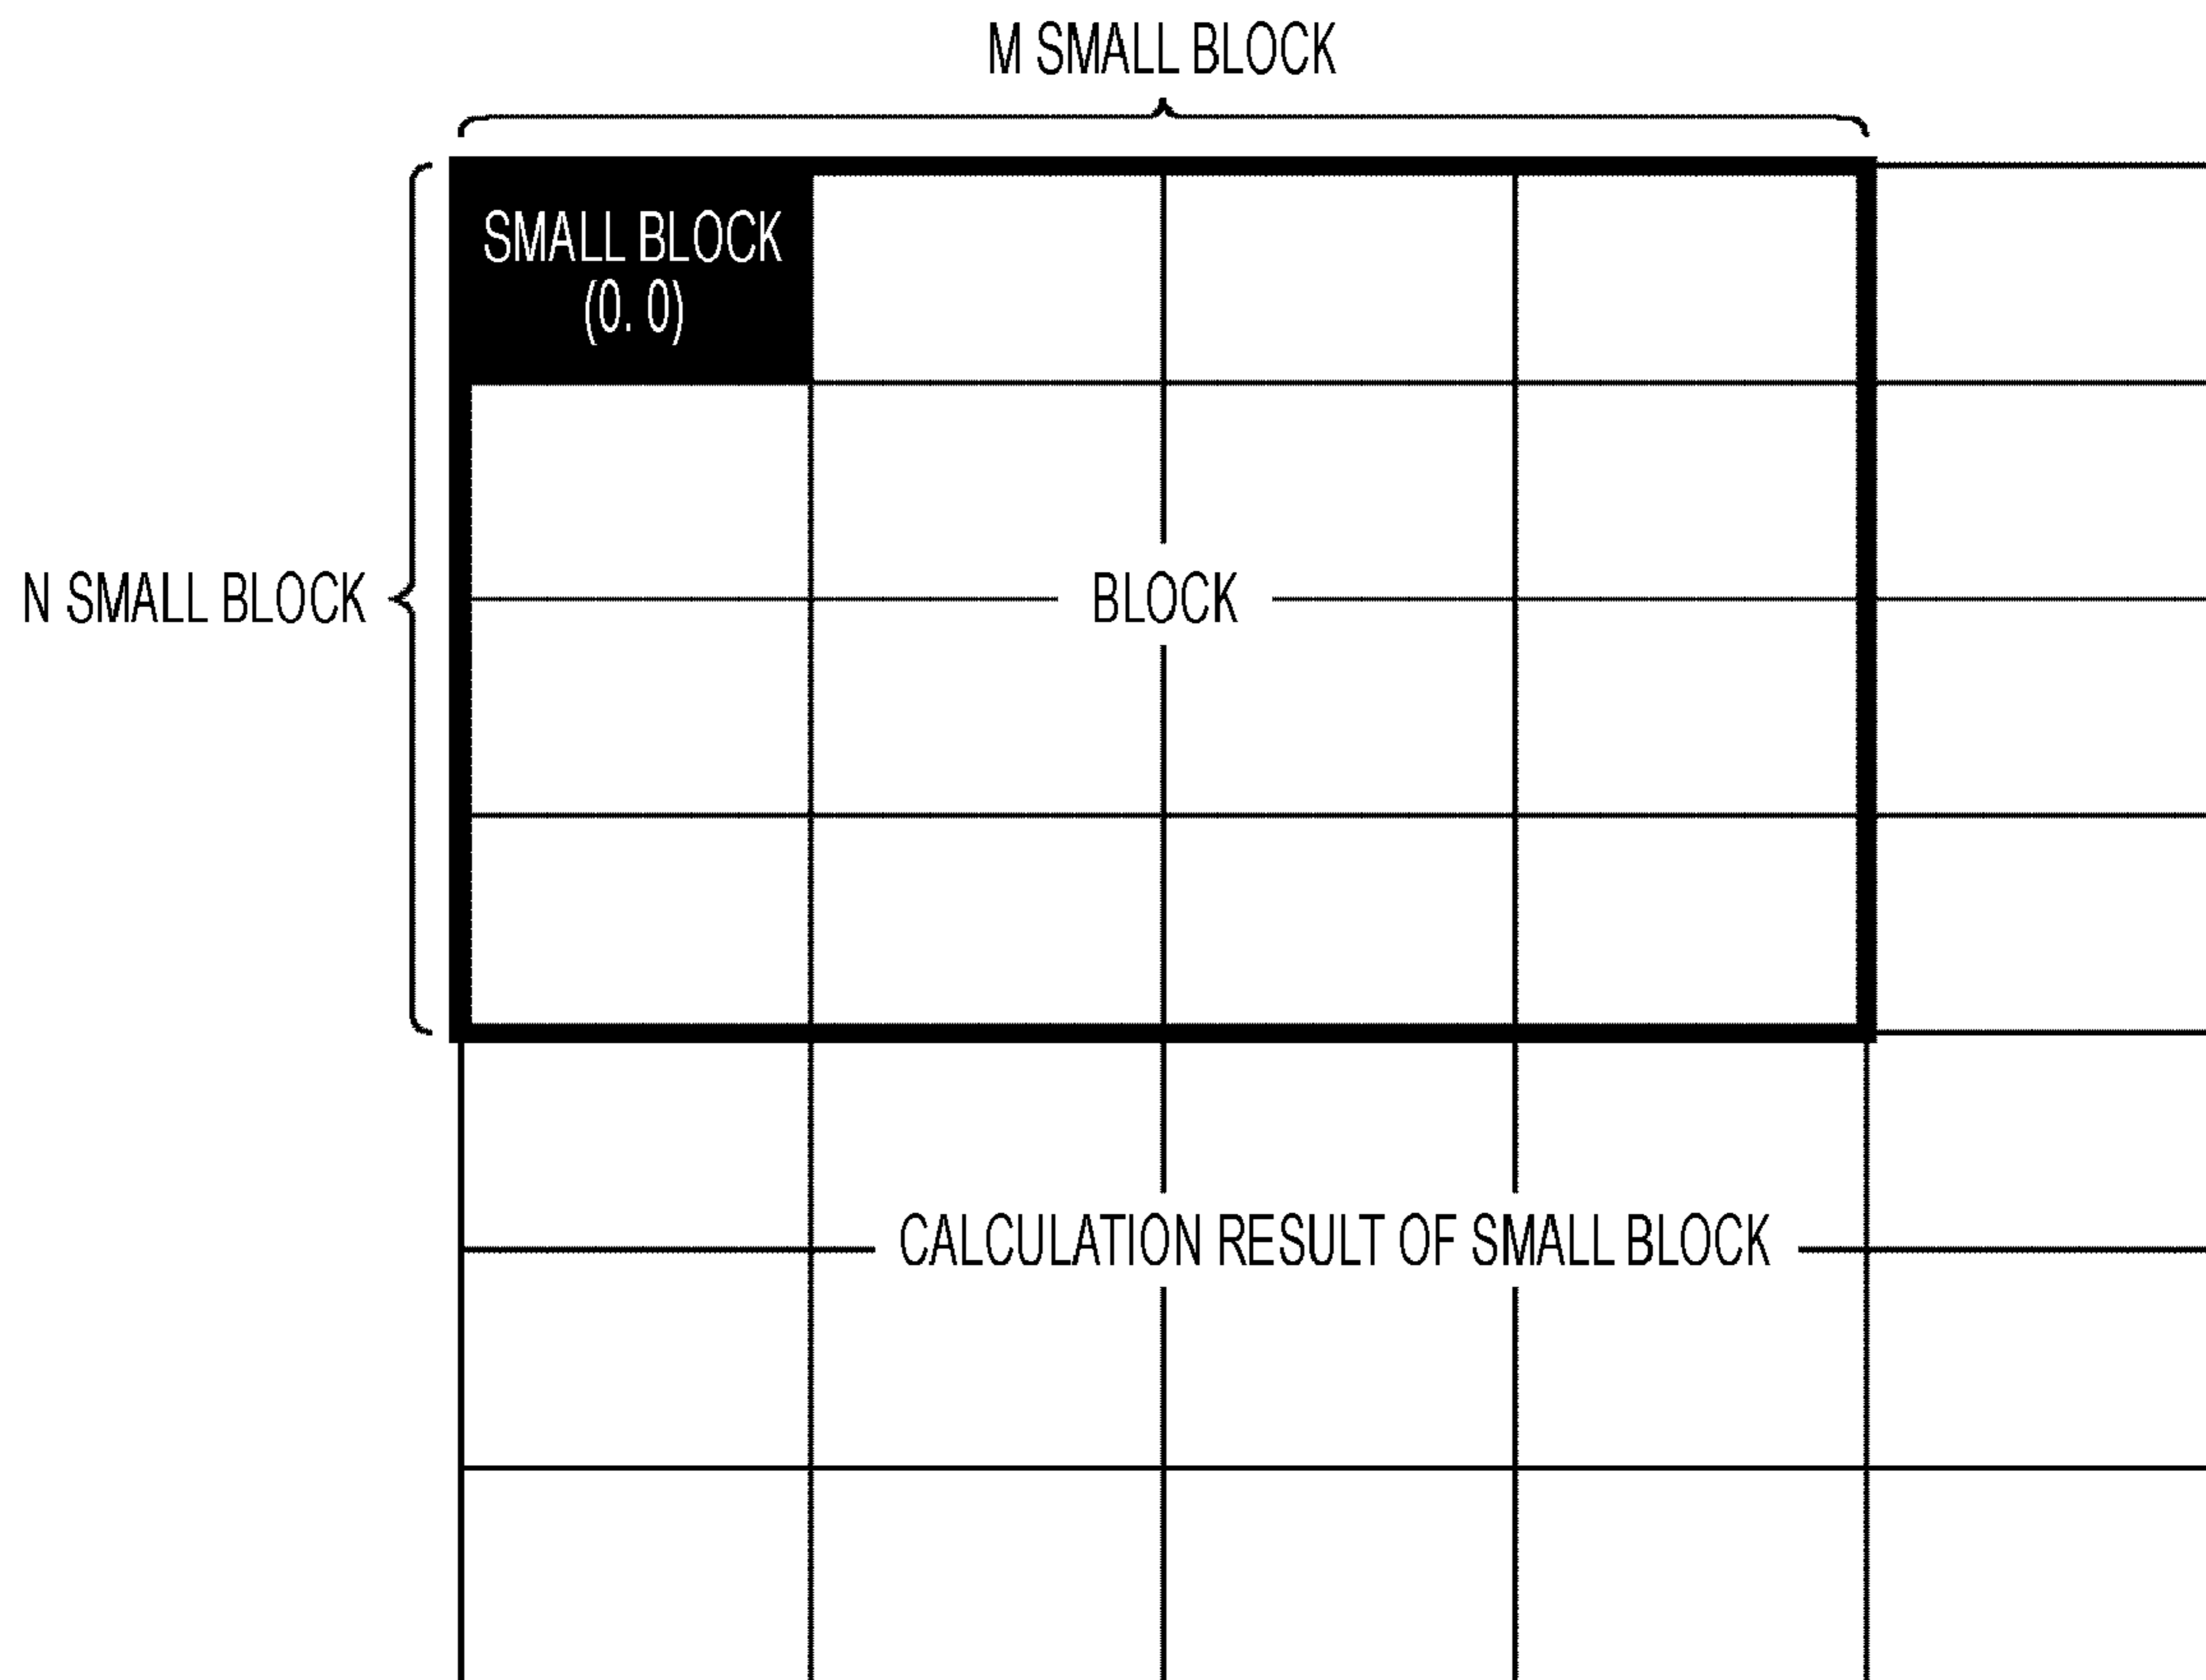 M SMALL BLOCK
SMALL BLOCK
(0. 0)
N SMALL BLOCK
BLOCK
CALCULATION RESULT OF SMALL BLOCK